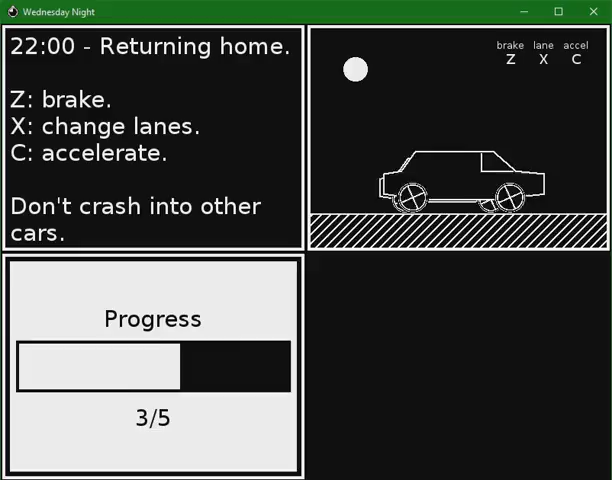 Wednesday Night
22:00 - Returning home.
Z: brake.
X: change lanes.
C: accelerate.
Don't crash into other
cars.
brake lane accel
Z X C
Progress
3/5